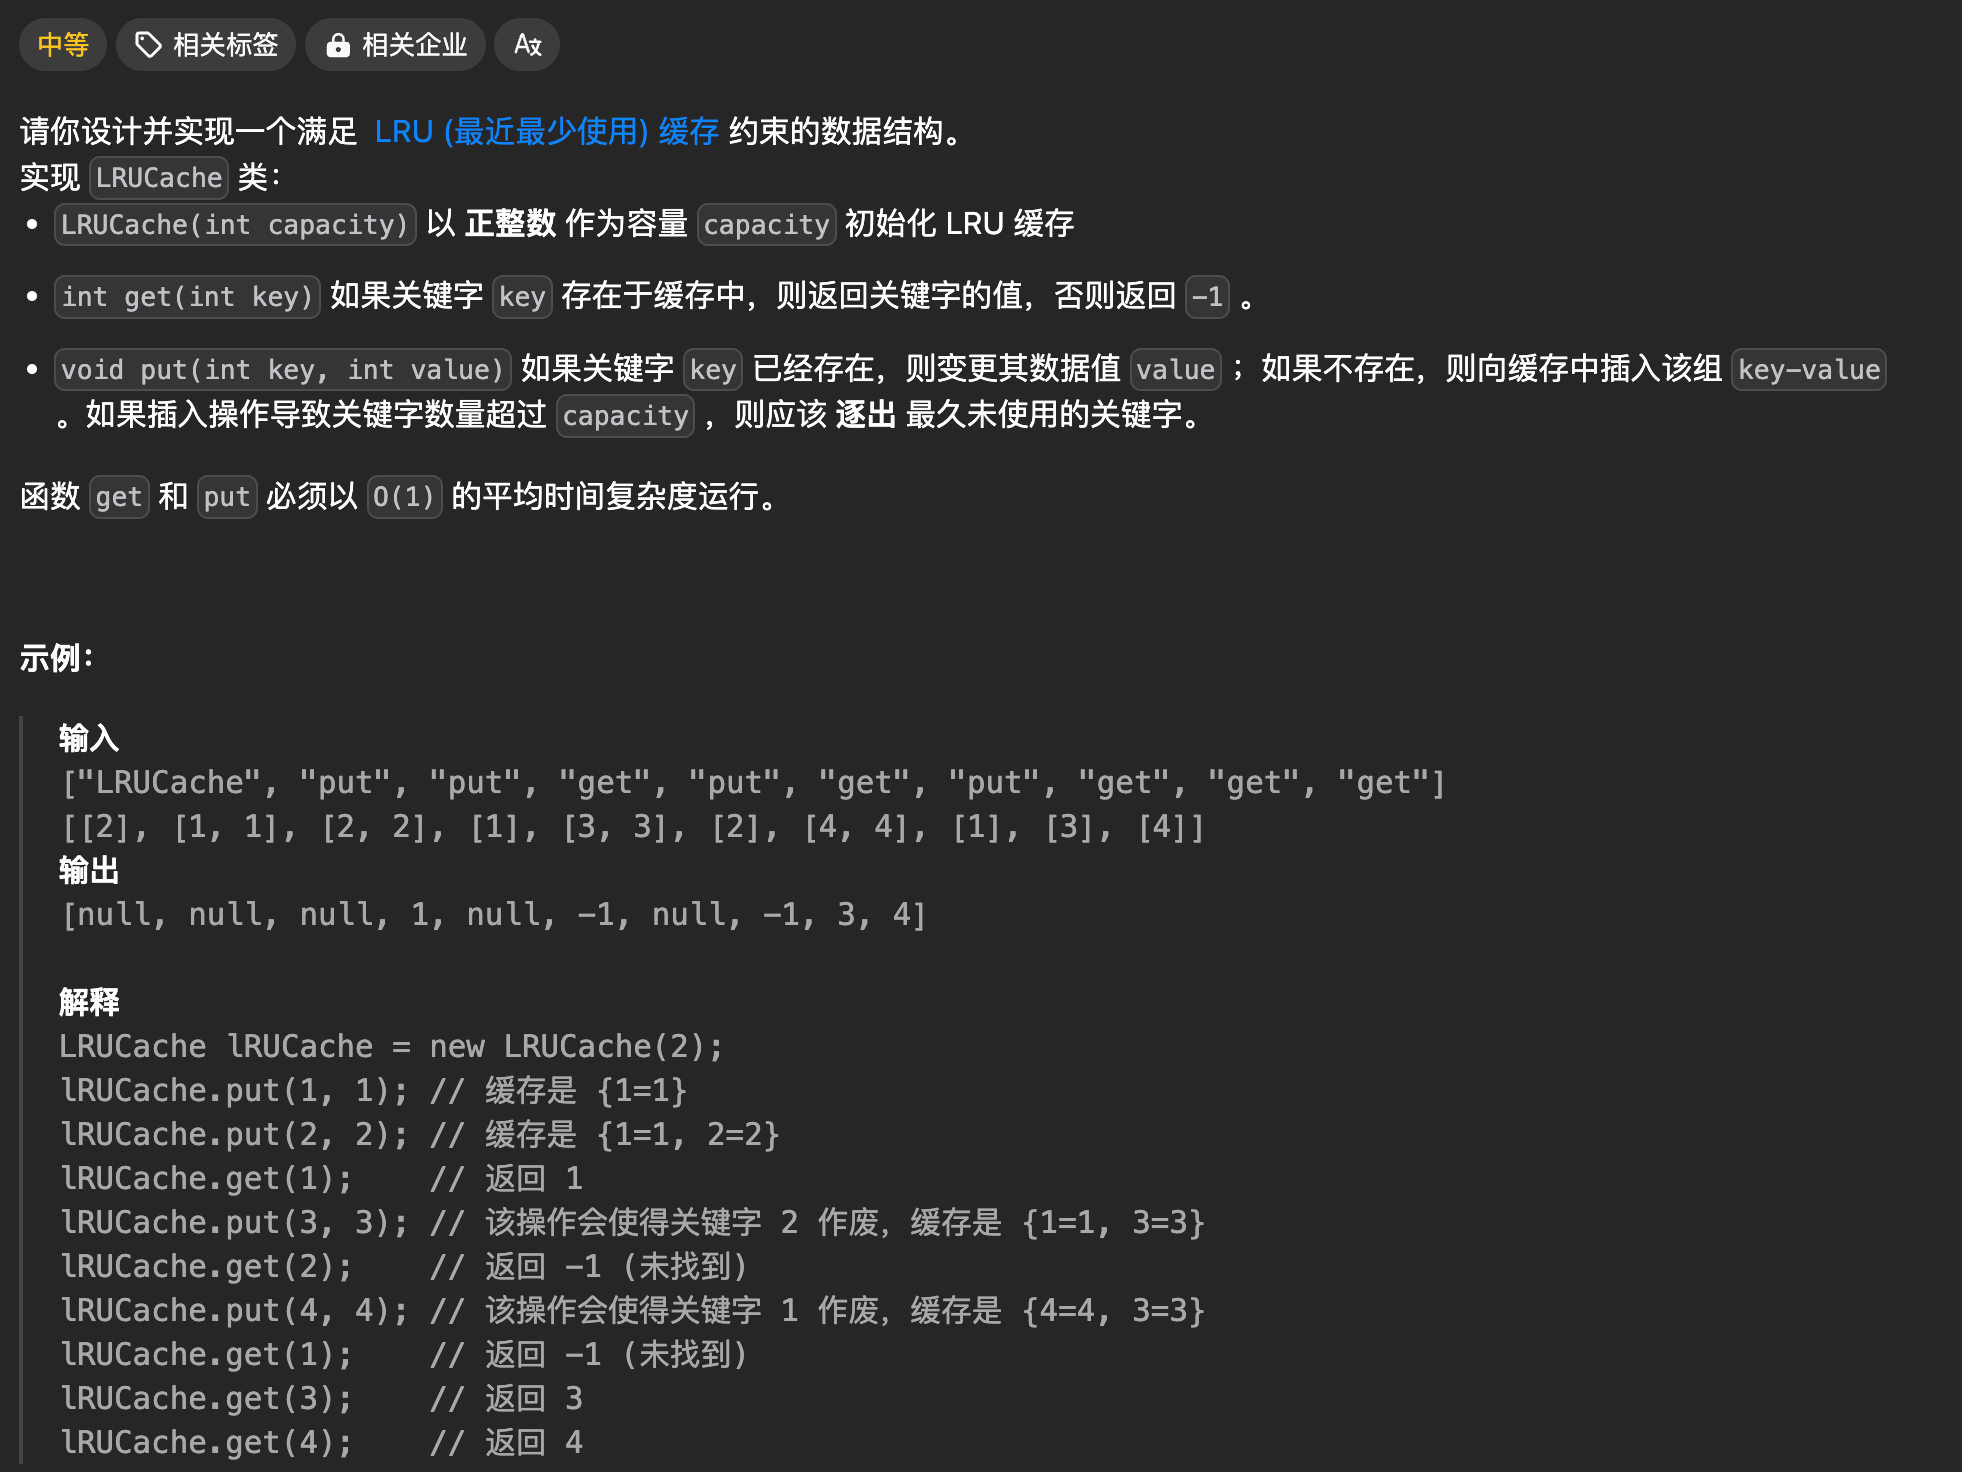 中等 相关标签 相关企业 A文
请你设计并实现一个满足 LRU (最近最少使用) 缓存 约束的数据结构。
实现 LRUCache 类：
• LRUCache(int capacity) 以 正整数 作为容量 capacity 初始化 LRU 缓存
• int get(int key) 如果关键字 key 存在于缓存中，则返回关键字的值，否则返回 -1 。
• void put(int key, int value) 如果关键字 key 已经存在，则变更其数据值 value ；如果不存在，则向缓存中插入该组 key-value
。如果插入操作导致关键字数量超过 capacity ，则应该 逐出 最久未使用的关键字。
函数 get 和 put 必须以 O(1) 的平均时间复杂度运行。
示例：
输入
["LRUCache", "put", "put", "get", "put", "get", "put", "get", "get", "get"]
[[2], [1, 1], [2, 2], [1], [3, 3], [2], [4, 4], [1], [3], [4]]
输出
[null, null, null, 1, null, -1, null, -1, 3, 4]
解释
LRUCache lRUCache = new LRUCache(2);
lRUCache.put(1, 1); // 缓存是 {1=1}
lRUCache.put(2, 2); // 缓存是 {1=1, 2=2}
lRUCache.get(1);    // 返回 1
lRUCache.put(3, 3); // 该操作会使得关键字 2 作废，缓存是 {1=1, 3=3}
lRUCache.get(2);    // 返回 -1 (未找到)
lRUCache.put(4, 4); // 该操作会使得关键字 1 作废，缓存是 {4=4, 3=3}
lRUCache.get(1);    // 返回 -1 (未找到)
lRUCache.get(3);    // 返回 3
lRUCache.get(4);    // 返回 4